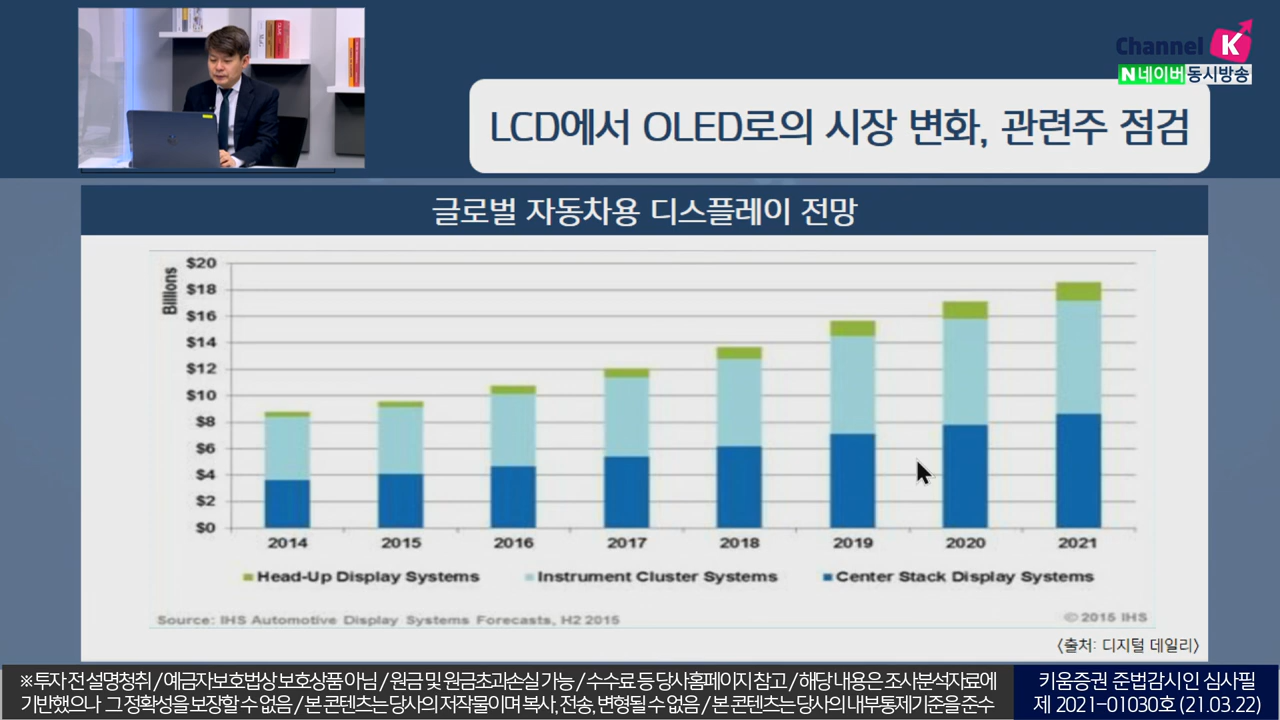 Channel K
N 네이버 동시방송
LCD에서 OLED로의 시장 변화, 관련주 점검
글로벌 자동차용 디스플레이 전망
Billions
$20
$18
$16
$14
$12
$10
$8
$6
$4
$2
$0
2014 2015 2016 2017 2018 2019 2020 2021
Head-Up Display Systems Instrument Cluster Systems Center Stack Display Systems
Source: IHS Automotive Display Systems Forecasts, H2 2015 © 2015 IHS
〈출처: 디지털 데일리〉
※ 투자 전 설명청취 / 예금자보호법상 보호상품 아님 / 원금 및 원금초과손실 가능 / 수수료 등 당사홈페이지 참고 / 해당 내용은 조사분석자료에
기반했으나 그 정확성을 보장할 수 없음 / 본 콘텐츠는 당사의 저작물이며 복사, 전송, 변형될 수 없음 / 본 콘텐츠는 당사의 내부통제기준을 준수
키움증권 준법감시인 심사필
제 2021-01030호 (21.03.22)